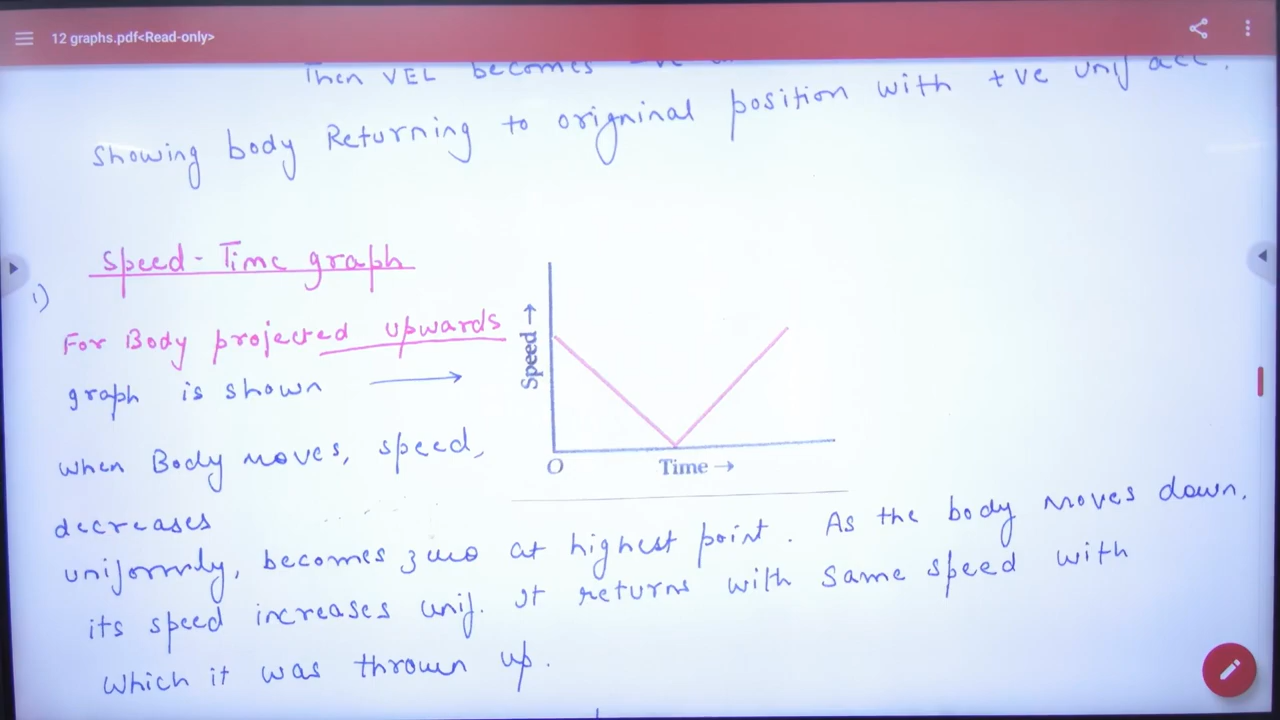 12 graphs.pdf<Read-only>
Then VEL becomes
Showing body Returning to origninal position with +ve unif acc.
Speed - Time graph
1)
For Body projected upwards
graph is shown →
Speed →
O
Time →
When Body moves, speed,
decreases
uniformly, becomes zero at highest point. As the body moves down,
its speed increases unif. It returns with same speed with
which it was thrown up.